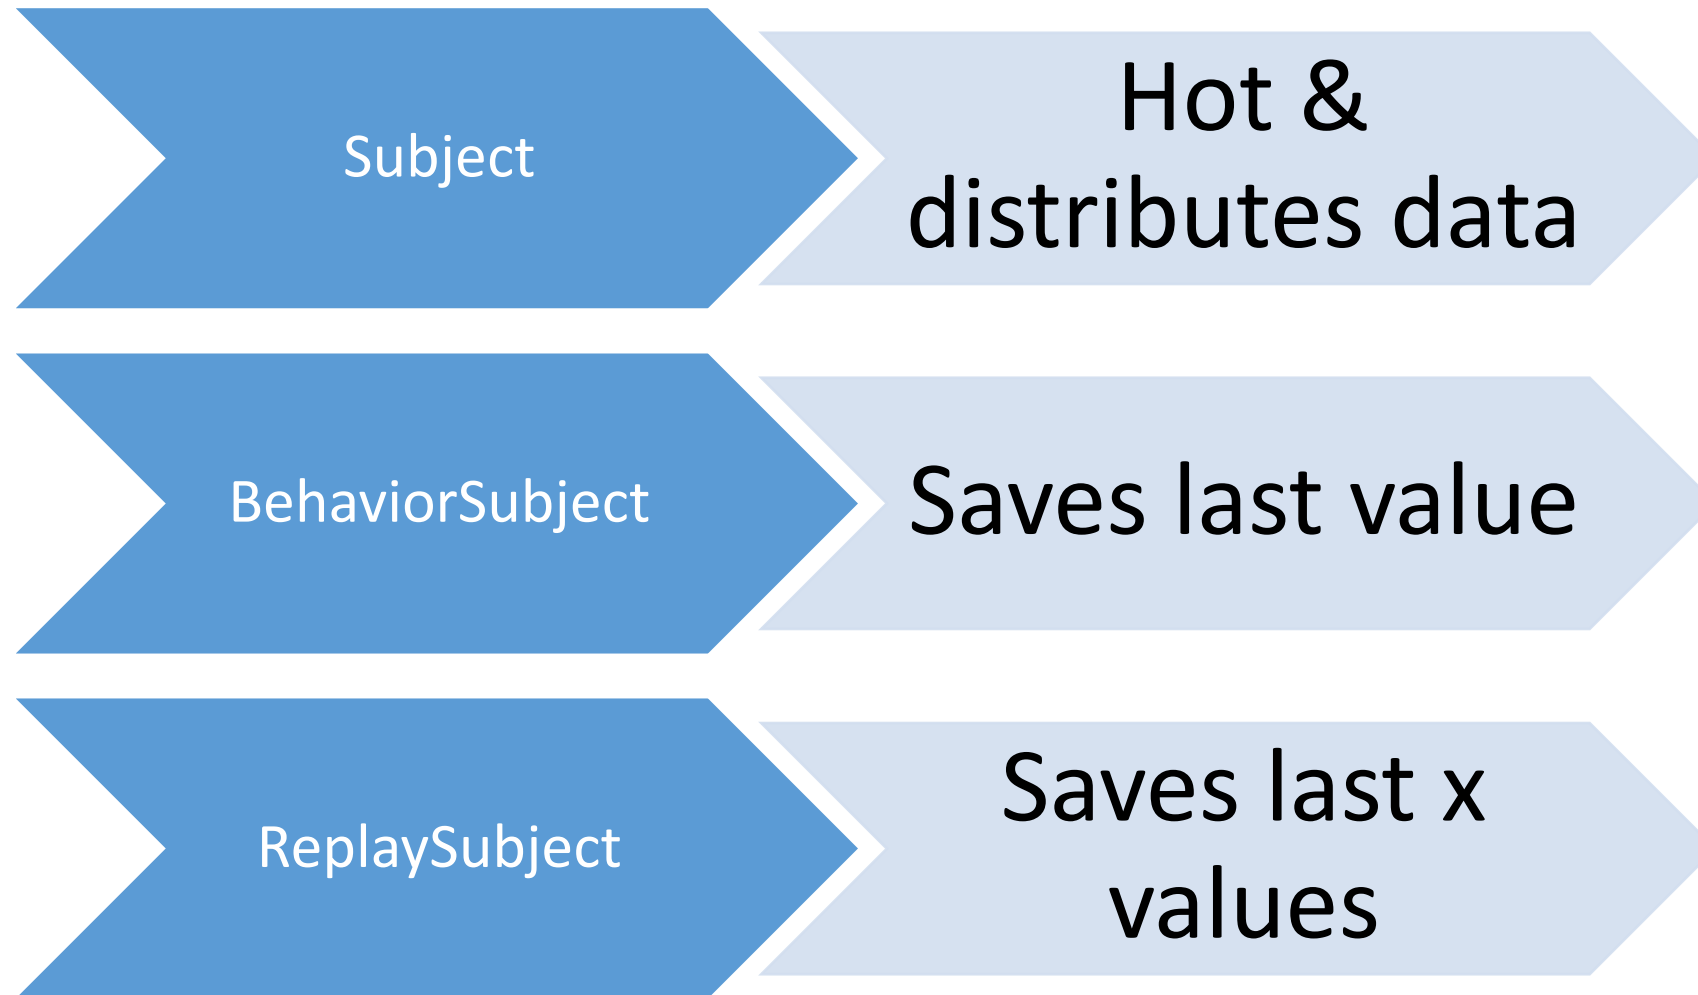 Subject
Hot &
distributes data
BehaviorSubject
Saves last value
ReplaySubject
Saves last x
values